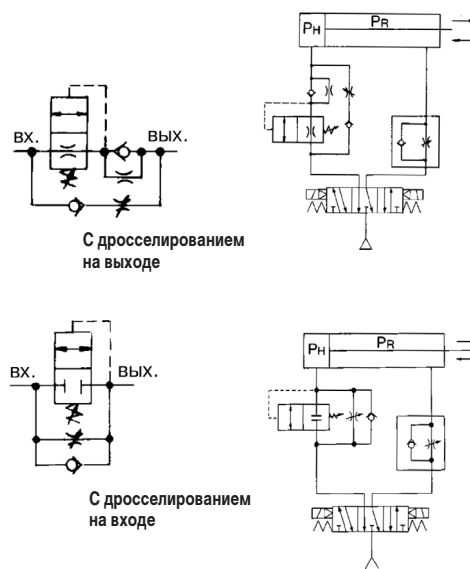 PH PR
ВХ. ВЫХ.
С дросселированием
на выходе
PH PR
ВХ. ВЫХ.
С дросселированием
на входе